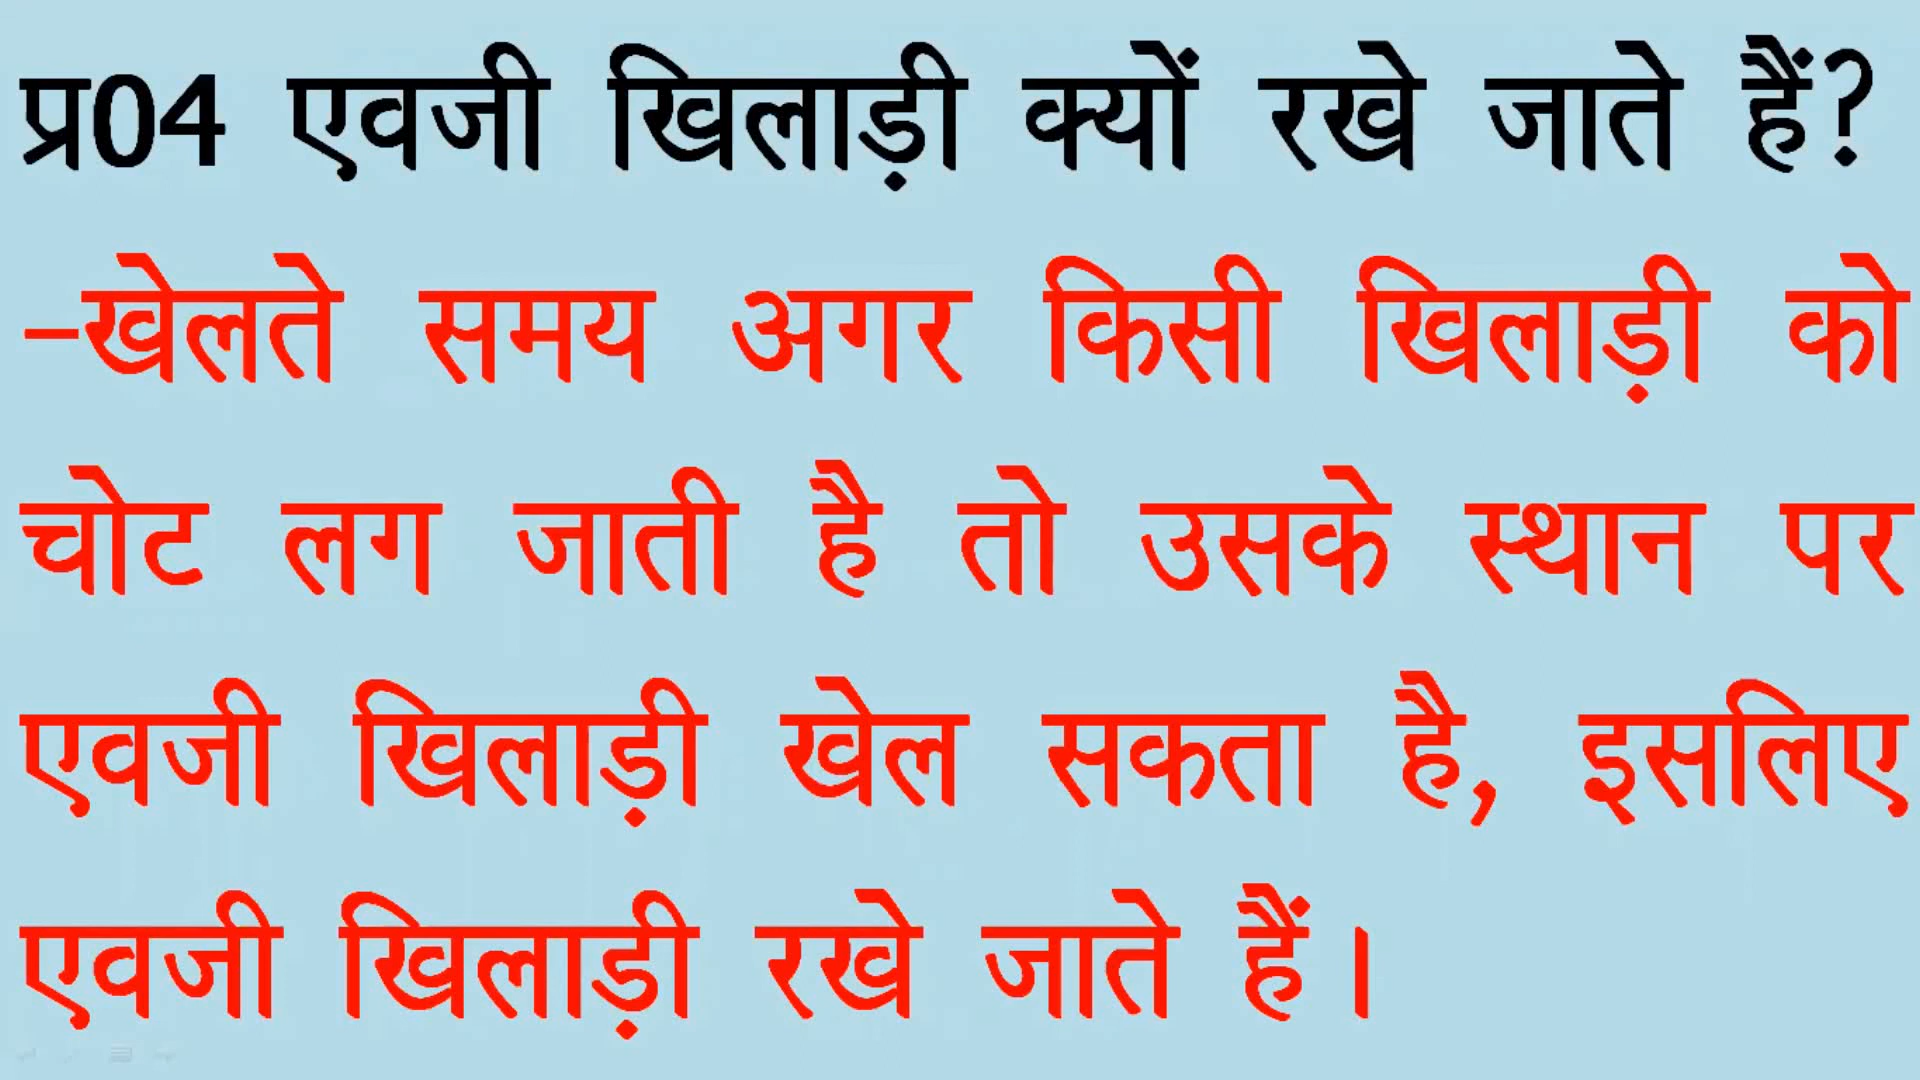 प्र04 एवजी खिलाड़ी क्यों रखे जाते हैं?
-खेलते समय अगर किसी खिलाड़ी को
चोट लग जाती है तो उसके स्थान पर
एवजी खिलाड़ी खेल सकता है, इसलिए
एवजी खिलाड़ी रखे जाते हैं।